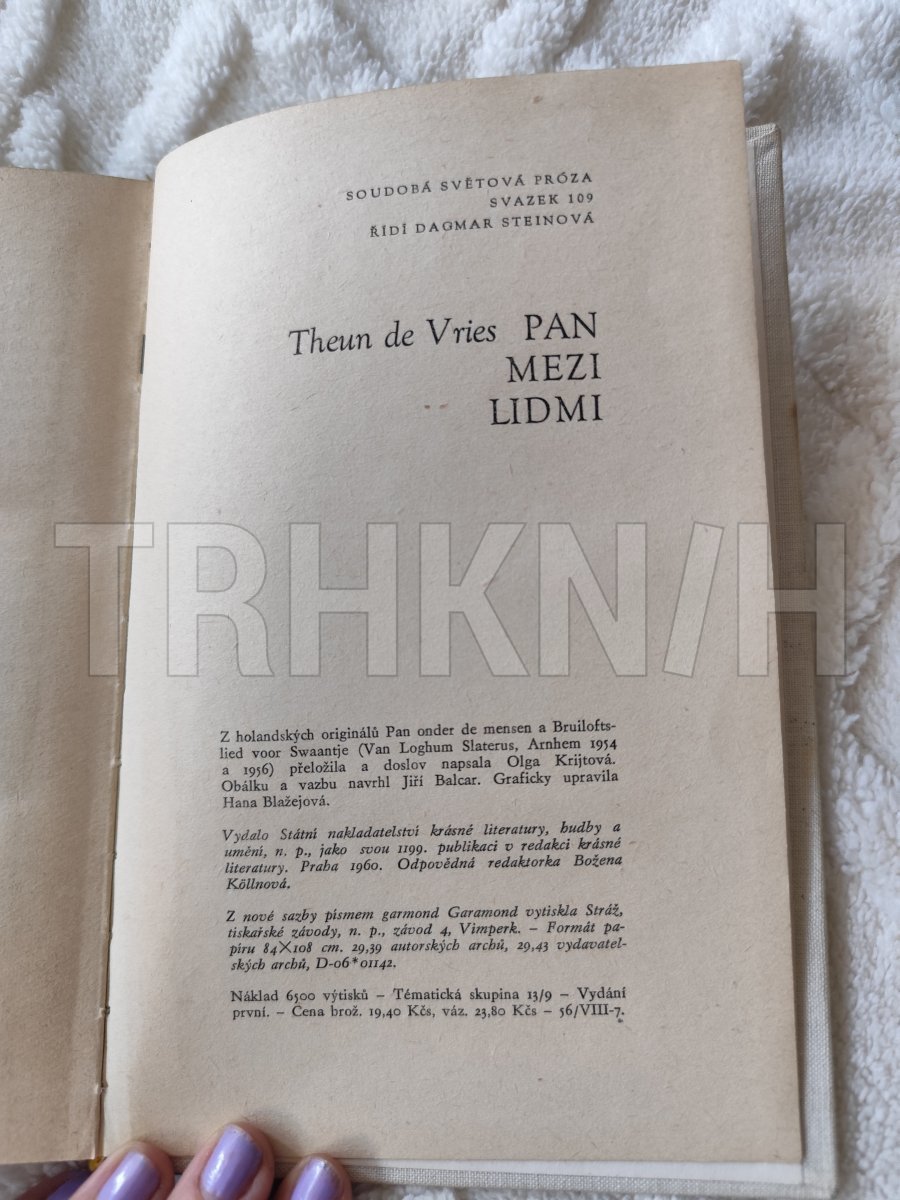 SOUDOBÁ SVĚTOVÁ PRÓZA
SVAZEK 109
ŘÍDÍ DAGMAR STEINOVÁ
Theun de Vries PAN
MEZI
LIDMI
TRHKNIH
Z holandských originálů Pan onder de mensen a Bruilofts-
lied voor Swaantje (Van Loghum Slaterus, Arnhem 1954
a 1956) přeložila a doslov napsala Olga Krijtová.
Obálku a vazbu navrhl Jiří Balcar. Graficky upravila
Hana Blažejová.
Vydalo Státní nakladatelství krásné literatury, hudby a
umění, n. p., jako svou 1199. publikaci v redakci krásné
literatury. Praha 1960. Odpovědná redaktorka Božena
Köllnová.
Z nové sazby písmem garmond Garamond vytiskla Stráž,
tiskařské závody, n. p., závod 4, Vimperk. – Formát pa-
píru 84×108 cm. 29,39 autorských archů, 29,43 vydavatel-
ských archů, D-06*01142.
Náklad 6500 výtisků – Tématická skupina 13/9 – Vydání
první. – Cena brož. 19,40 Kčs, váz. 23,80 Kčs – 56/VIII-7.